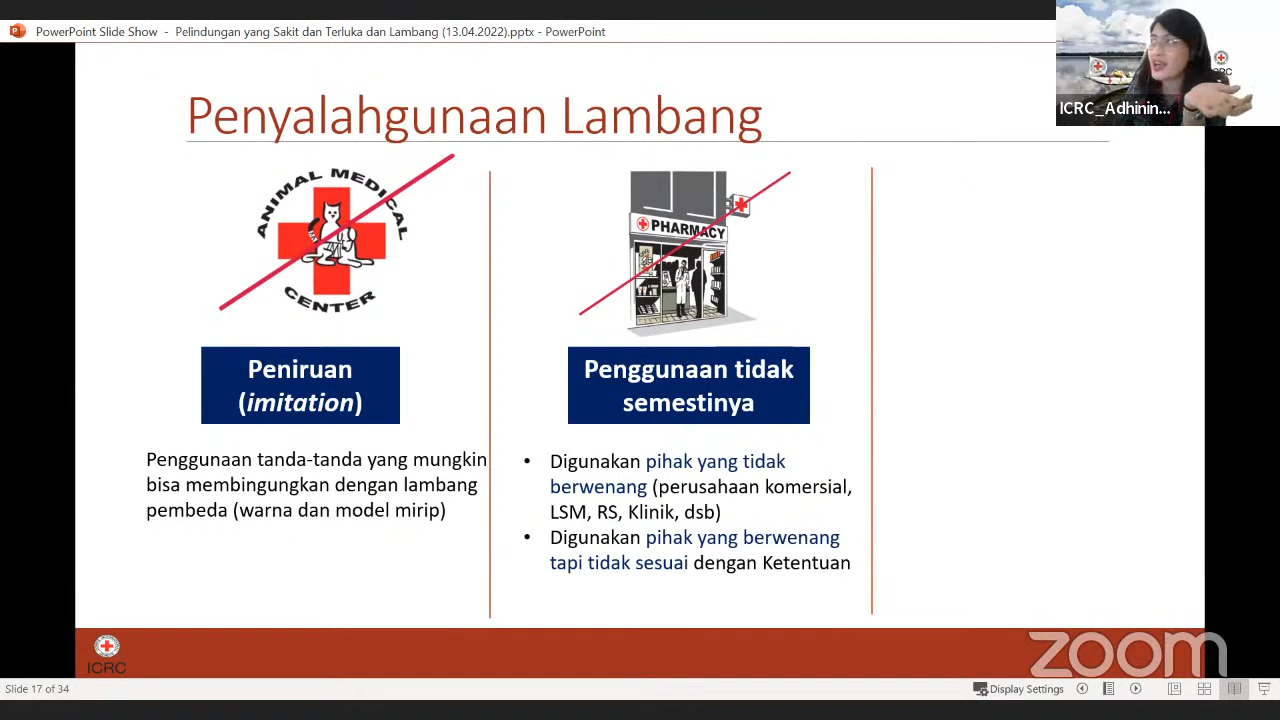 PowerPoint Slide Show - Pelindungan yang Sakit dan Terluka dan Lambang (13.04.2022).pptx - PowerPoint
ICRC_Adhinin...
Penyalahgunaan Lambang
ANIMAL MEDICAL
CENTER
PHARMACY
Peniruan
(imitation)
Penggunaan tanda-tanda yang mungkin
bisa membingungkan dengan lambang
pembeda (warna dan model mirip)
Penggunaan tidak
semestinya
• Digunakan pihak yang tidak
berwenang (perusahaan komersial,
LSM, RS, Klinik, dsb)
• Digunakan pihak yang berwenang
tapi tidak sesuai dengan Ketentuan
ICRC
zoom
Slide 17 of 34
Display Settings